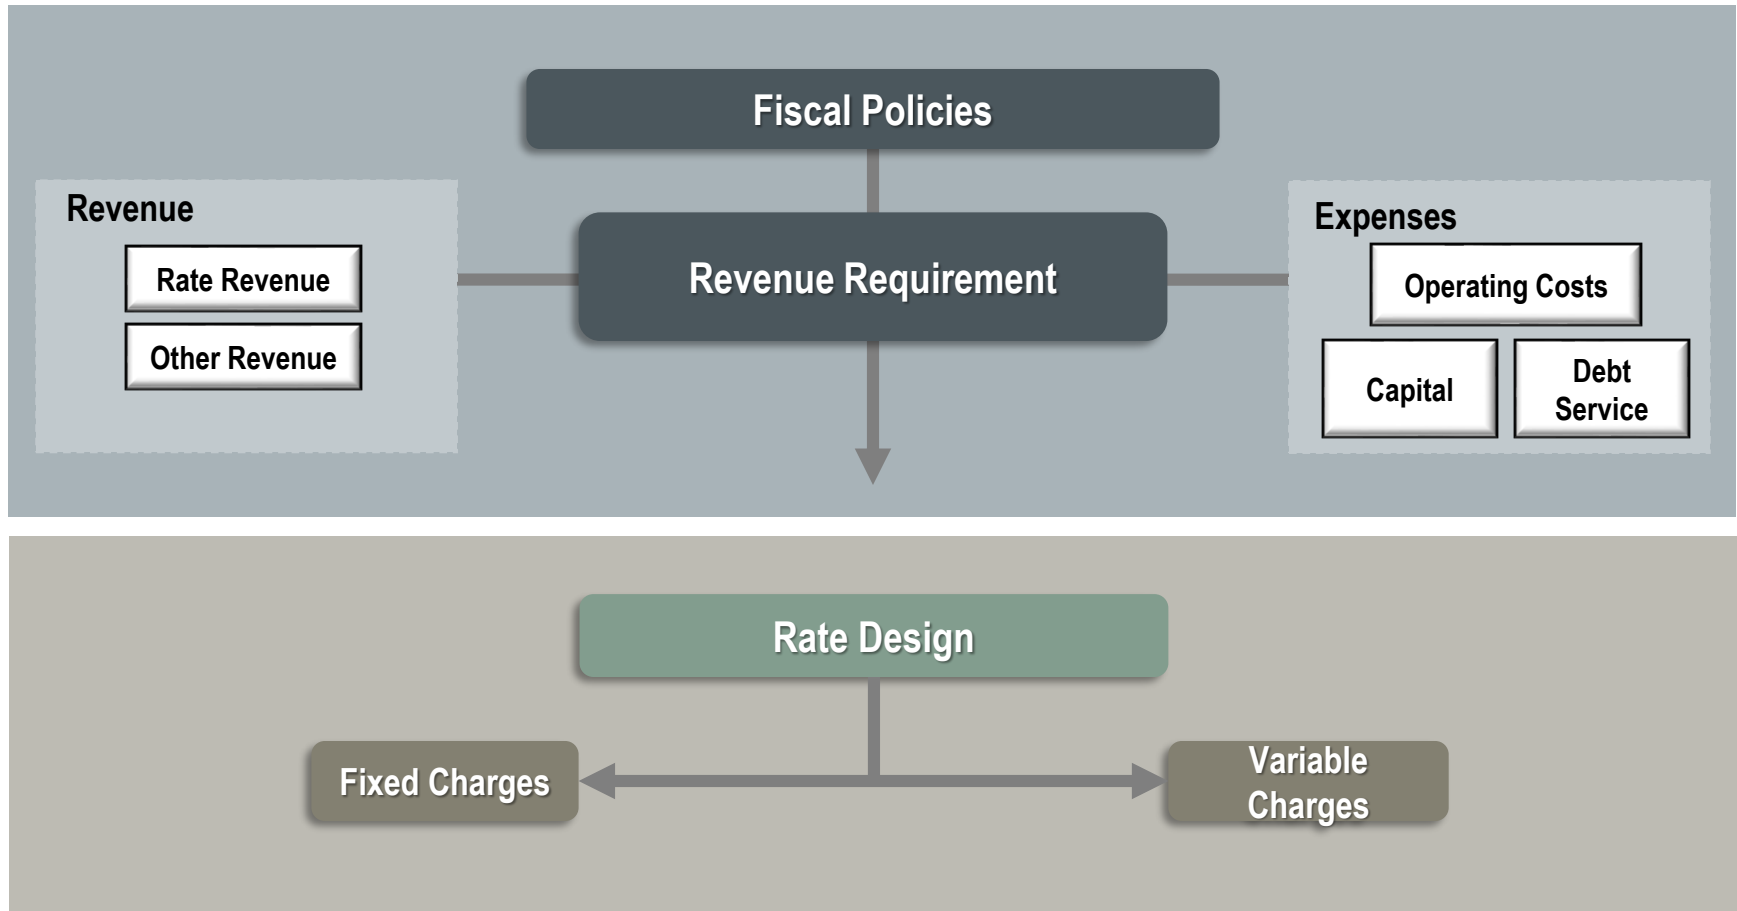 Fiscal Policies
Revenue
Rate Revenue
Other Revenue
Revenue Requirement
Expenses
Operating Costs
Capital
Debt
Service
Rate Design
Fixed Charges
Variable
Charges